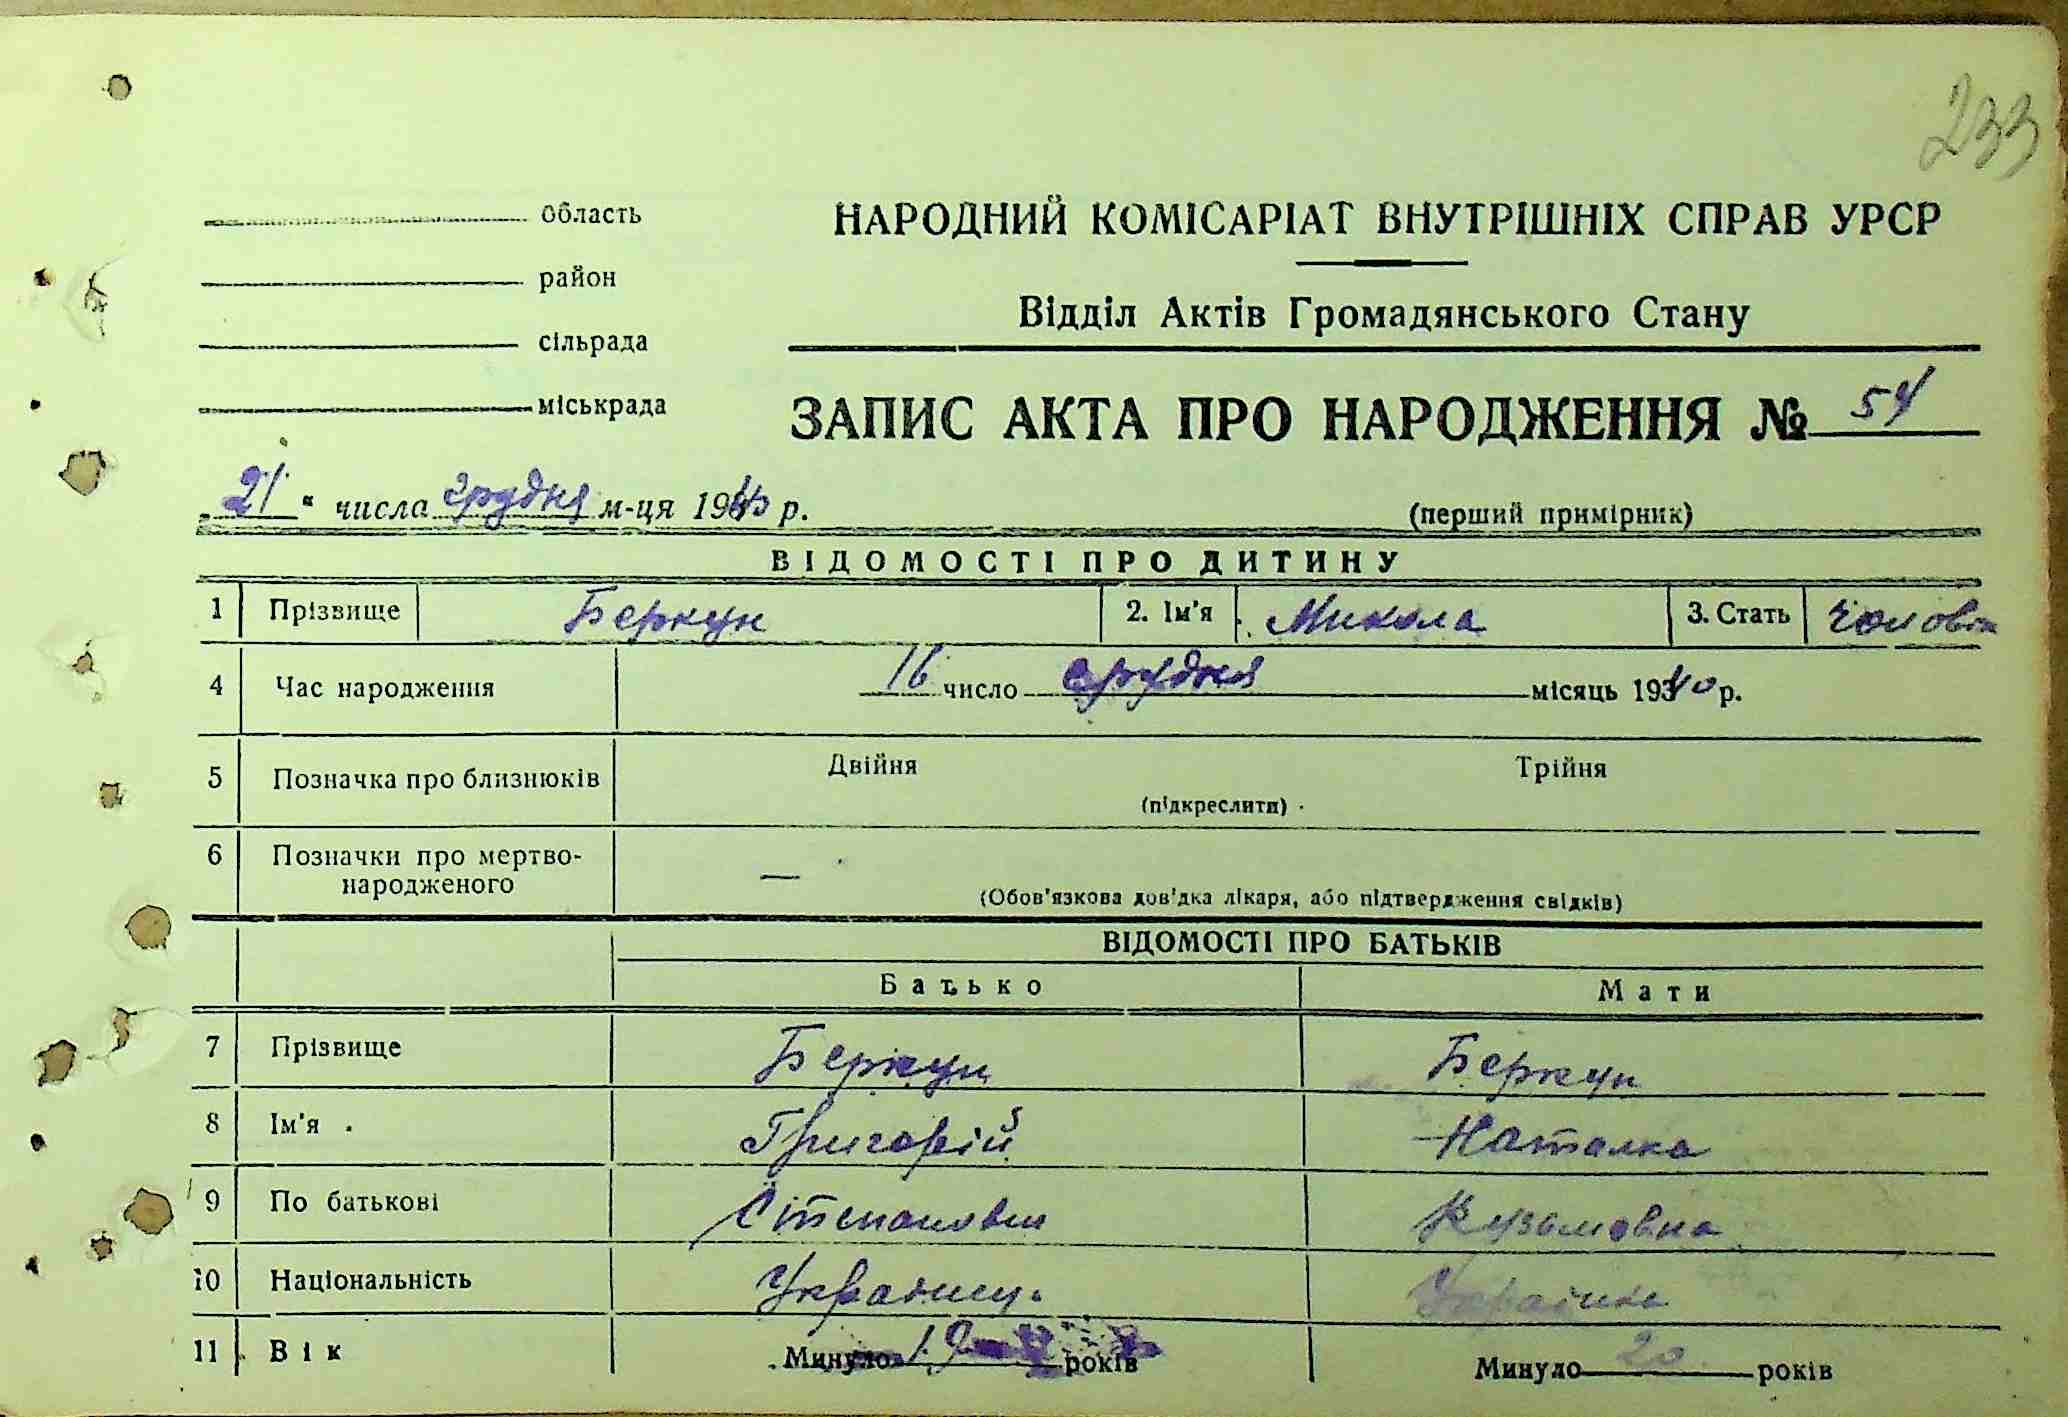 233
область
НАРОДНИЙ КОМІСАРІАТ ВНУТРІШНІХ СПРАВ УРСР
район
Відділ Актів Громадянського Стану
сільрада
міськрада
ЗАПИС АКТА ПРО НАРОДЖЕННЯ № 54
„21" числа грудня м-ця 1940 р.
(перший примірник)
ВІДОМОСТІ ПРО ДИТИНУ
1 Прізвище Беркун 2. Ім'я Микола 3. Стать
4 Час народження 16 число грудня місяць 1940 р.
5 Позначка про близнюків Двійня Трійня
(підкреслити)
6 Позначки про мертво-
народженого —
(Обов'язкова дов'дка лікаря, або підтвердження свідків)
ВІДОМОСТІ ПРО БАТЬКІВ
Батько Мати
7 Прізвище Беркун Беркун
8 Ім'я Григорій Наталка
9 По батькові Степанович Кузьмовна
10 Національність Українец.
11 Вік Минуло 19 років Минуло 20 років